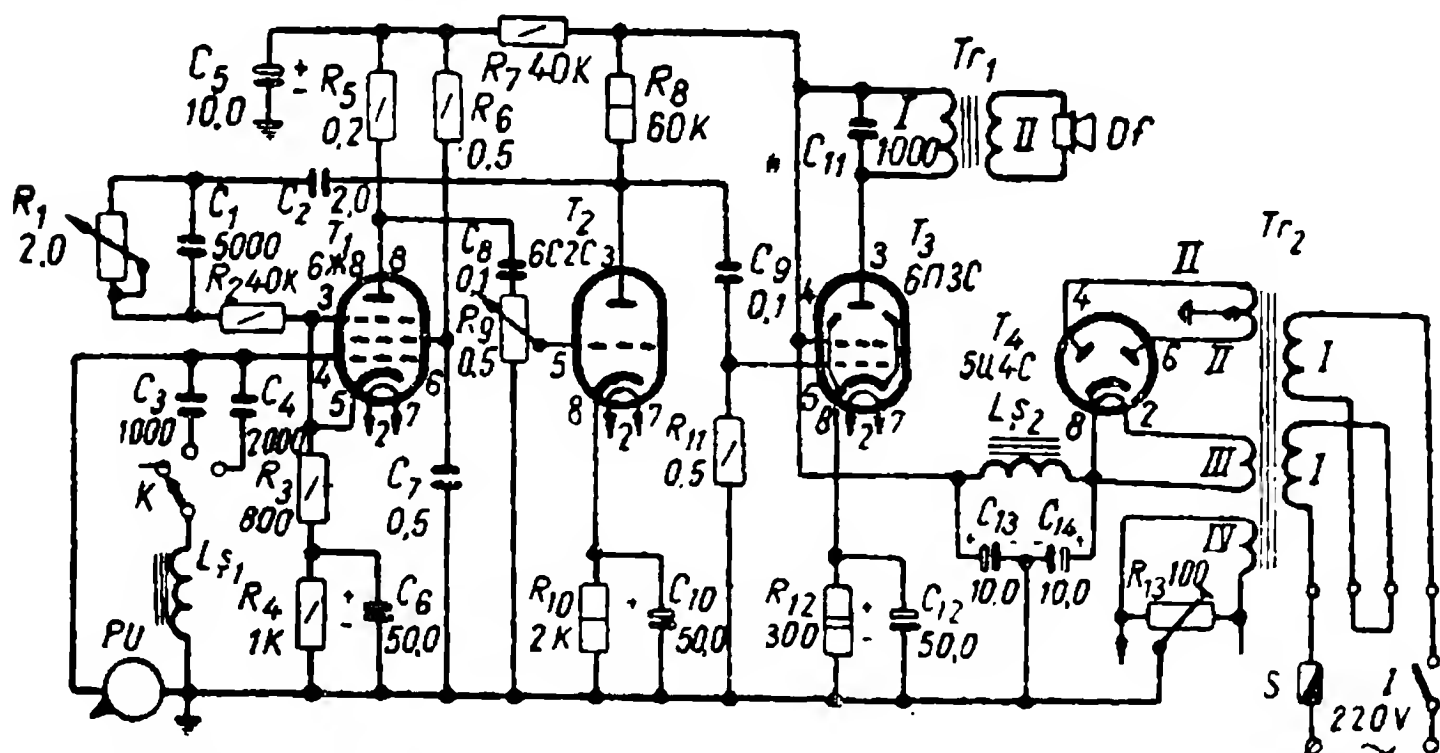 C5
10,0
+
-
R5
0,2
R7 40K
R6
0,5
R8
60K
Tr1
C11
1000
I
II
Df
R1
2,0
C1
5000
C2
2,0
R2 40K
T1
6Ж8
8
3
4
5
6
2
7
C8
0,1
R9
0,5
T2
6C2C
3
5
8
2
7
C9
0,1
T3
6П3С
3
4
5
8
2
7
Tr2
II
II
T4
5Ц4С
4
6
8
2
III
IV
I
I
C3
1000
C4
2000
K
Ls1
PU
R3
800
R4
1K
+
-
C6
50,0
C7
0,5
R10
2K
+
C10
50,0
R11
0,5
R12
300
+
-
C12
50,0
Ls2
C13
+
-
10,0
C14
-
+
10,0
R13 100
S
I
220V
~